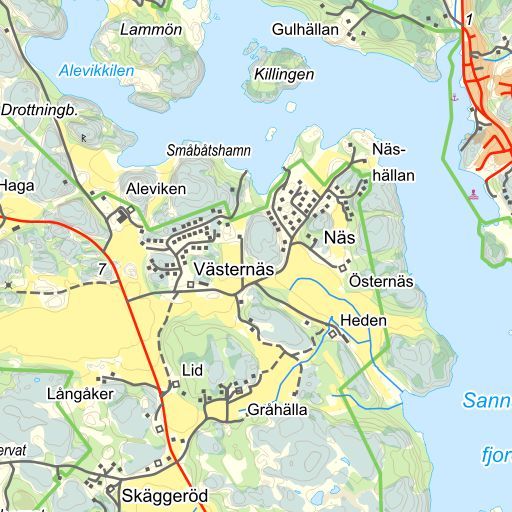 Lammön
Gulhällan
1
Alevikkilen
Killingen
Drottningb.
R
Småbåtshamn
Näs-
hällan
Haga
Aleviken
Näs
7
Västernäs
Östernäs
Heden
Lid
Långåker
Gråhälla
Sann
fjor
ervat
Skäggeröd